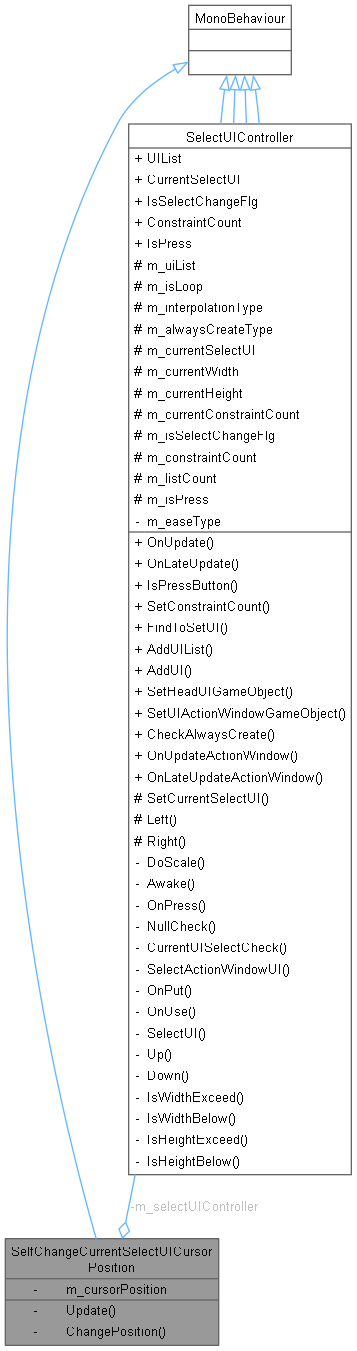 MonoBehaviour
SelectUIController
+ UIList
+ CurrentSelectUI
+ IsSelectChangeFlg
+ ConstraintCount
+ IsPress
# m_uiList
# m_isLoop
# m_interpolationType
# m_alwaysCreateType
# m_currentSelectUI
# m_currentWidth
# m_currentHeight
# m_currentConstraintCount
# m_isSelectChangeFlg
# m_constraintCount
# m_listCount
# m_isPress
- m_easeType
+ OnUpdate()
+ OnLateUpdate()
+ IsPressButton()
+ SetConstraintCount()
+ FindToSetUI()
+ AddUIList()
+ AddUI()
+ SetHeadUIGameObject()
+ SetUIActionWindowGameObject()
+ CheckAlwaysCreate()
+ OnUpdateActionWindow()
+ OnLateUpdateActionWindow()
# SetCurrentSelectUI()
# Left()
# Right()
- DoScale()
- Awake()
- OnPress()
- NullCheck()
- CurrentUISelectCheck()
- SelectActionWindowUI()
- OnPut()
- OnUse()
- SelectUI()
- Up()
- Down()
- IsWidthExceed()
- IsWidthBelow()
- IsHeightExceed()
- IsHeightBelow()
-m_selectUIController
SelfChangeCurrentSelectUICursor
Position
- m_cursorPosition
- Update()
- ChangePosition()